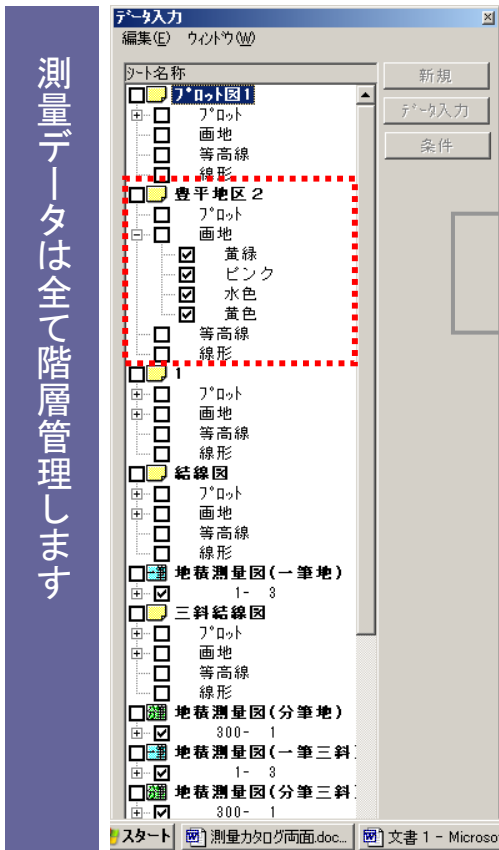 測量データは全て階層管理します
ﾃﾞｰﾀ入力
編集(E) ｳｨﾝﾄﾞｳ(W)
ｼｰﾄ名称
新規
ﾃﾞｰﾀ入力
条件
ﾌﾟﾛｯﾄ図1
ﾌﾟﾛｯﾄ
画地
等高線
線形
豊平地区2
ﾌﾟﾛｯﾄ
画地
黄緑
ピンク
水色
黄色
等高線
線形
1
ﾌﾟﾛｯﾄ
画地
等高線
線形
結線図
ﾌﾟﾛｯﾄ
画地
等高線
線形
地積測量図(一筆地)
1- 3
三斜結線図
ﾌﾟﾛｯﾄ
画地
等高線
線形
地積測量図(分筆地)
300- 1
地積測量図(一筆三斜)
1- 3
地積測量図(分筆三斜)
300- 1
スタート 測量カタログ両面.doc... 文書 1 - Microso